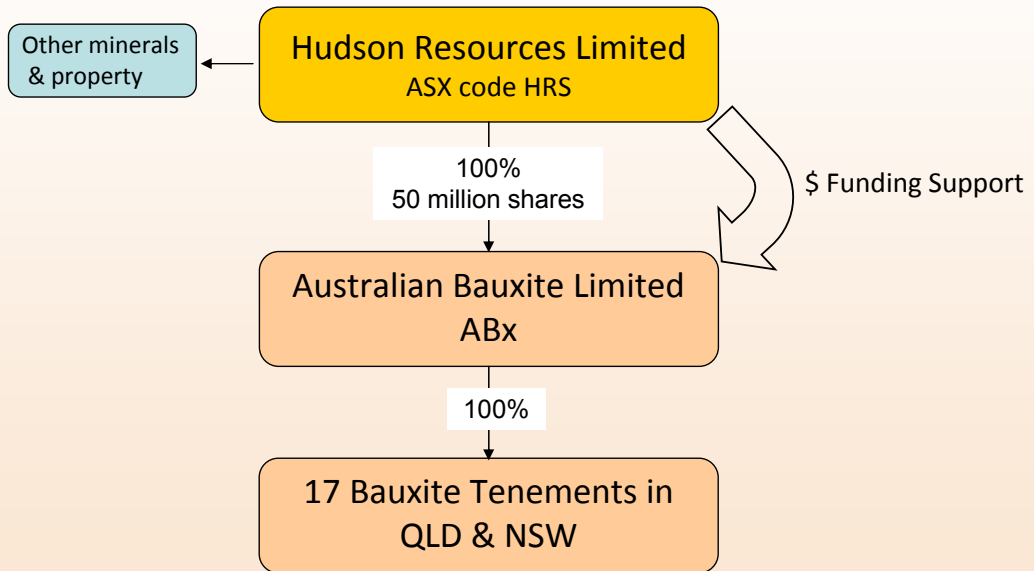 Other minerals
& property
Hudson Resources Limited
ASX code HRS
100%
50 million shares
$ Funding Support
Australian Bauxite Limited
ABx
100%
17 Bauxite Tenements in
QLD & NSW